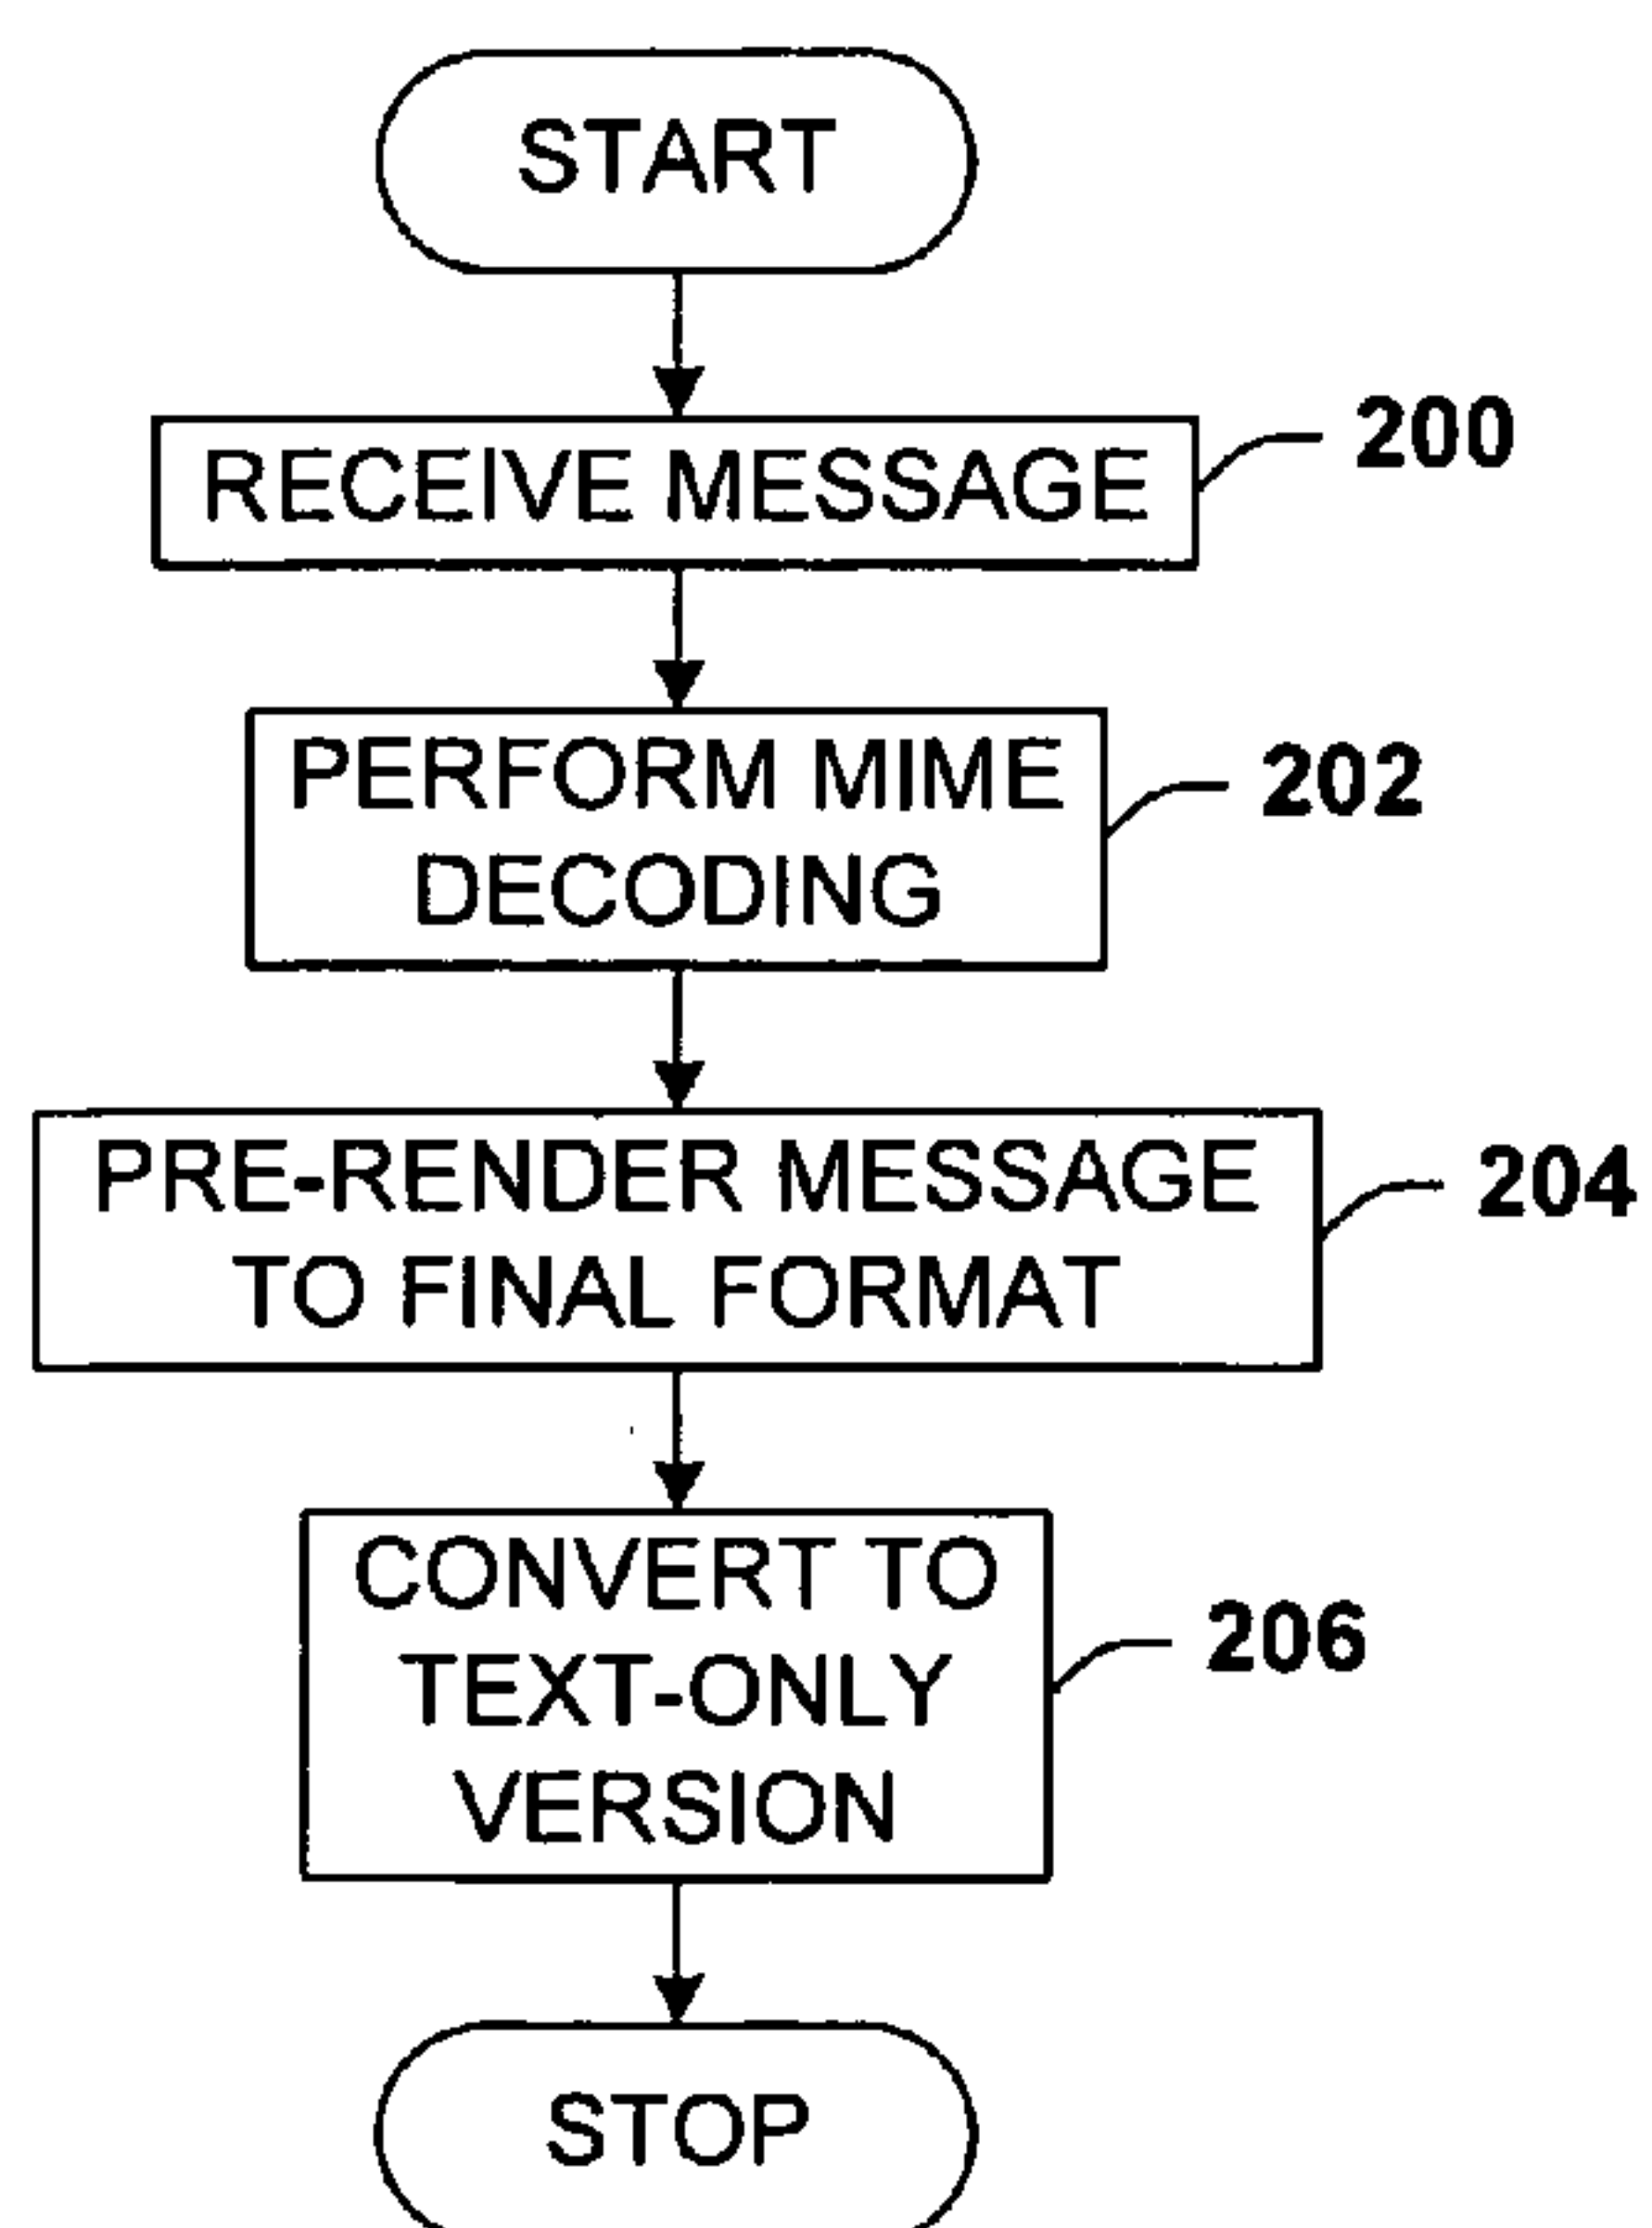 START
RECEIVE MESSAGE
200
PERFORM MIME
DECODING
202
PRE-RENDER MESSAGE
TO FINAL FORMAT
204
CONVERT TO
TEXT-ONLY
VERSION
206
STOP